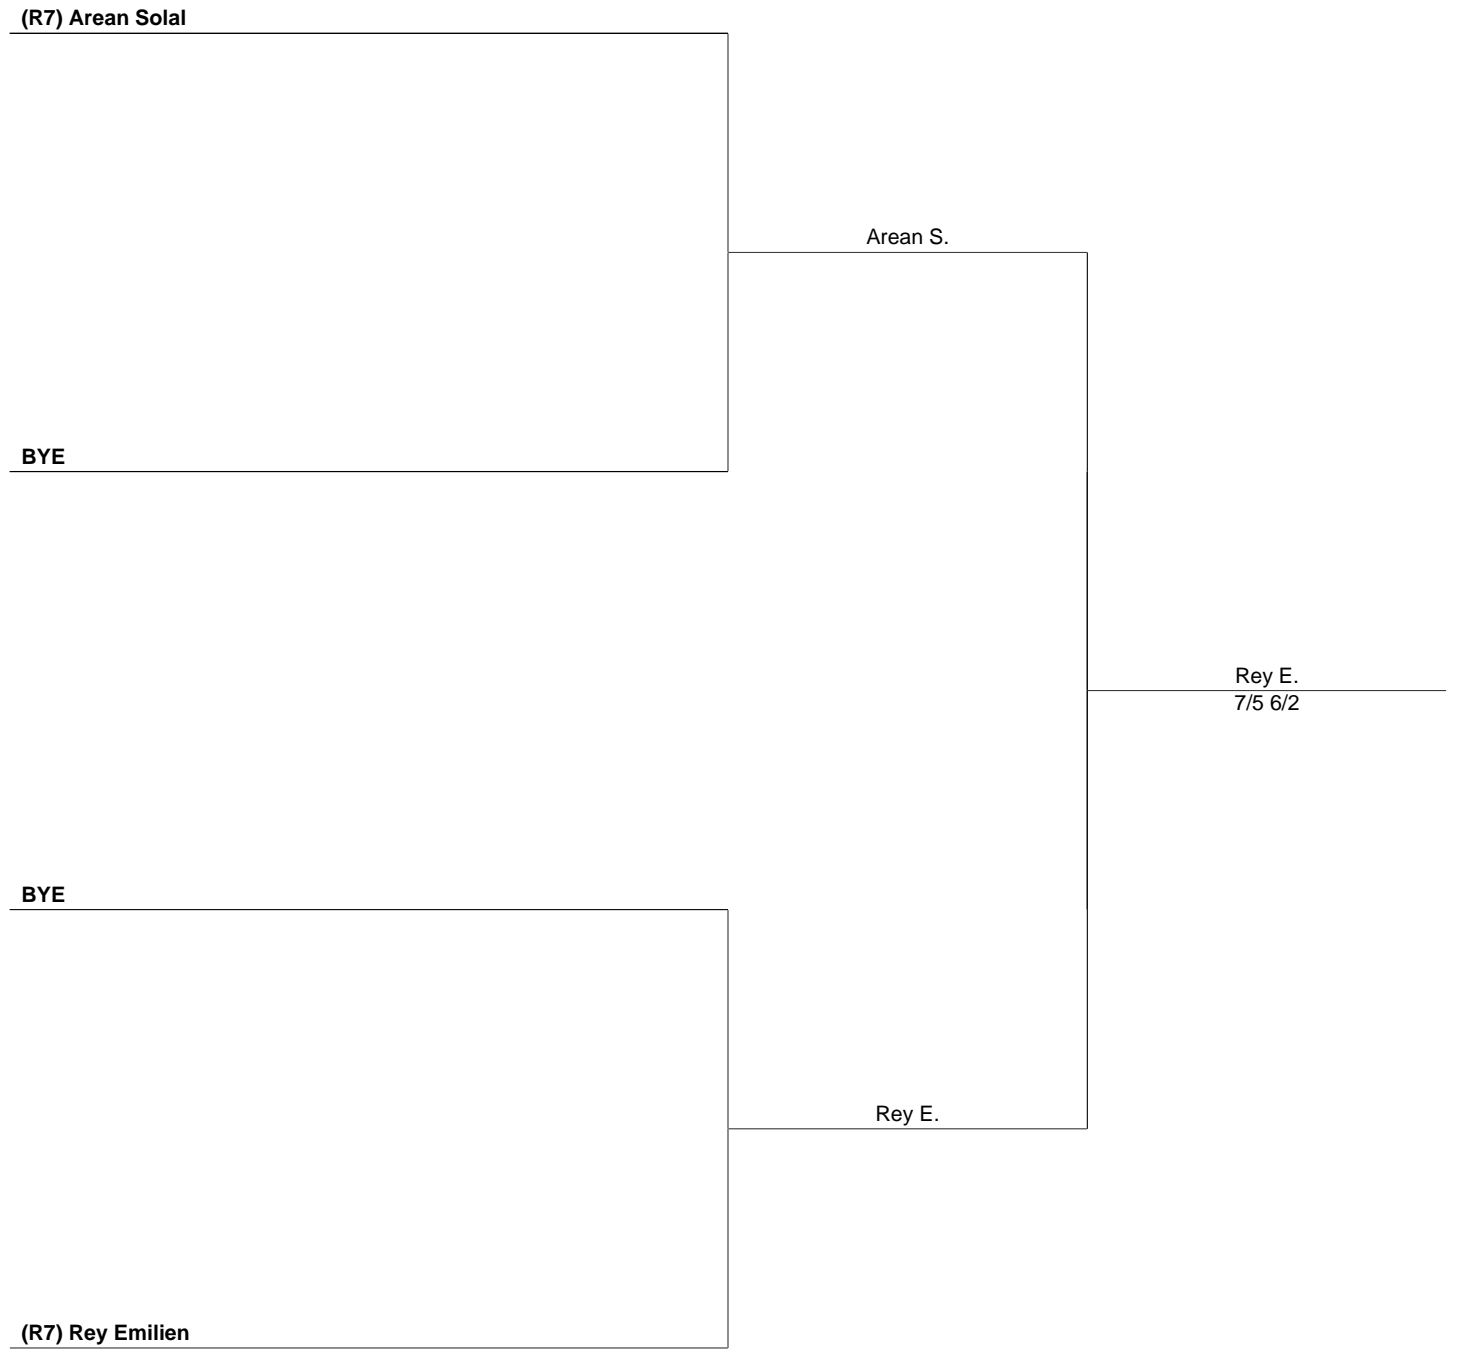 (R7) Arean Solal
Arean S.
BYE
Rey E.
7/5 6/2
BYE
Rey E.
(R7) Rey Emilien